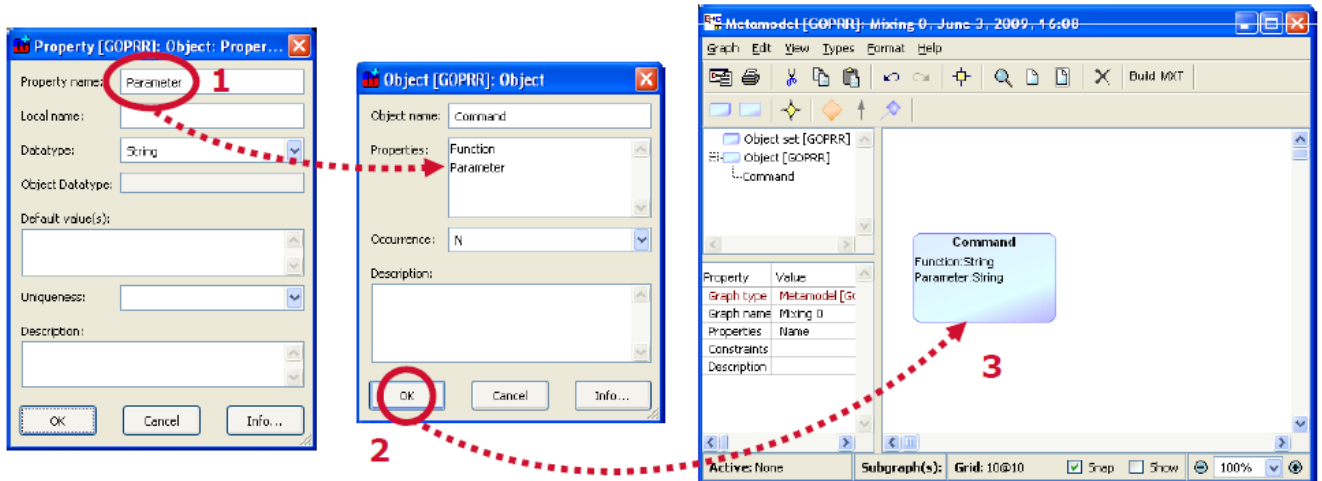 Property [GOPRR]: Object: Proper...
Property name: Parameter
1
Local name:
Datatype: String
Object Datatype:
Default value(s):
Uniqueness:
Description:
OK Cancel Info...
Object [GOPRR]: Object
Object name: Command
Properties: Function
Parameter
Occurrence: N
Description:
OK Cancel Info...
2
Metamodel [GOPRR]: Mixing 0, June 3, 2009, 16:08
Graph Edit View Types Format Help
Build MXT
Object set [GOPRR]
Object [GOPRR]
Command
Property Value
Graph type Metamodel [Go
Graph name Mixing 0
Properties Name
Constraints
Description
Command
Function:String
Parameter:String
3
Active: None Subgraph(s): Grid: 10@10 Snap Show 100%